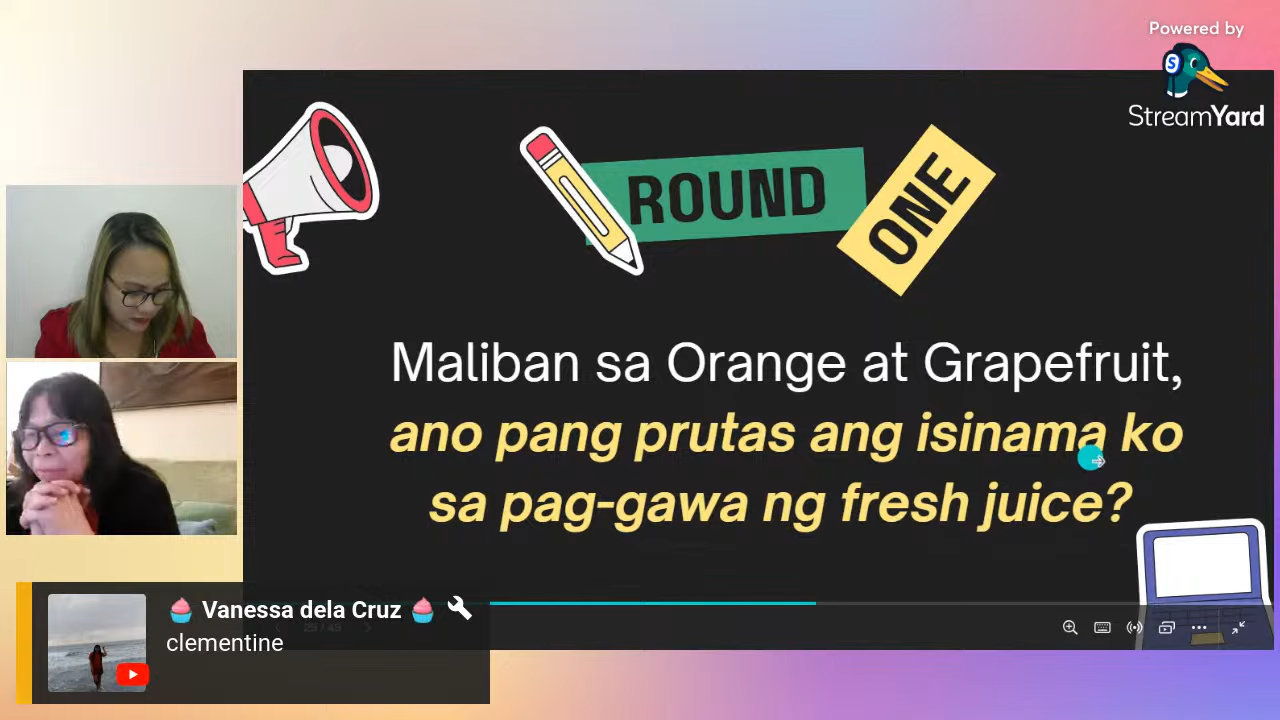 Powered by
StreamYard
ROUND
ONE
Maliban sa Orange at Grapefruit,
ano pang prutas ang isinama ko
sa pag-gawa ng fresh juice?
Vanessa dela Cruz
clementine